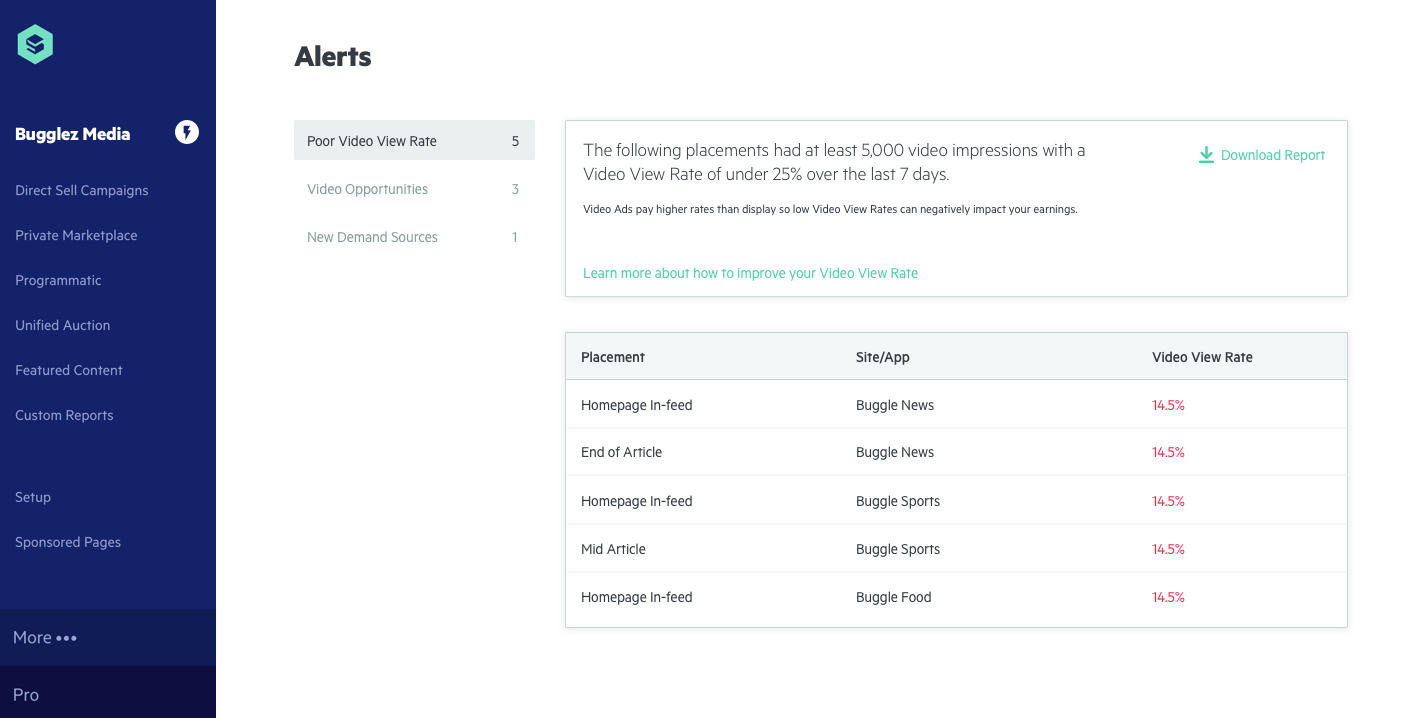 Bugglez Media
Direct Sell Campaigns
Private Marketplace
Programmatic
Unified Auction
Featured Content
Custom Reports
Setup
Sponsored Pages
More •••
Pro
Alerts
Poor Video View Rate 5
Video Opportunities 3
New Demand Sources 1
The following placements had at least 5,000 video impressions with a
Video View Rate of under 25% over the last 7 days.
Download Report
Video Ads pay higher rates than display so low Video View Rates can negatively impact your earnings.
Learn more about how to improve your Video View Rate
Placement Site/App Video View Rate
Homepage In-feed Buggle News 14.5%
End of Article Buggle News 14.5%
Homepage In-feed Buggle Sports 14.5%
Mid Article Buggle Sports 14.5%
Homepage In-feed Buggle Food 14.5%